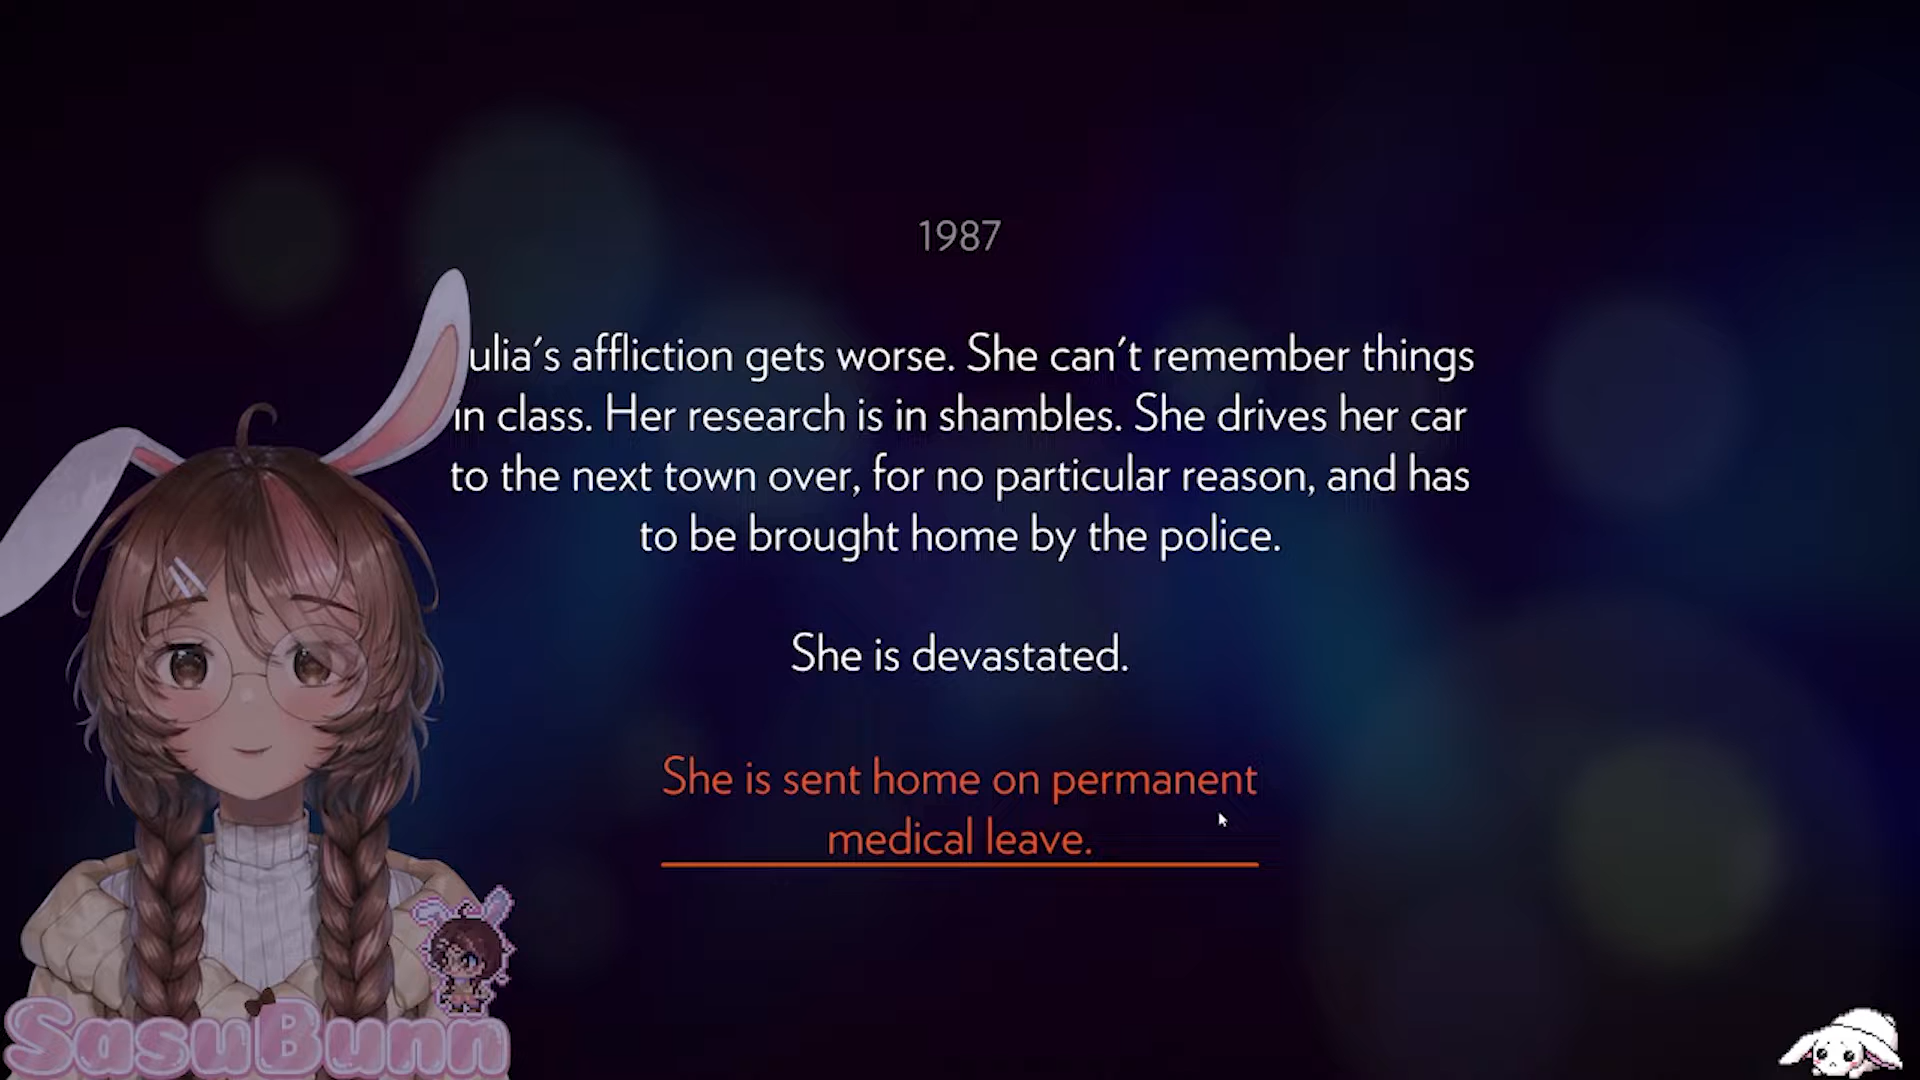 1987
ulia's affliction gets worse. She can't remember things
in class. Her research is in shambles. She drives her car
to the next town over, for no particular reason, and has
to be brought home by the police.
She is devastated.
She is sent home on permanent
medical leave.
SasuBunn